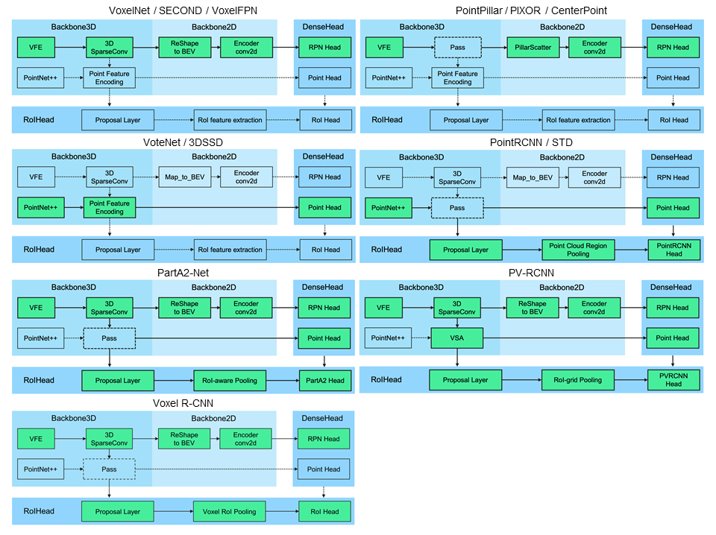 VoxelNet / SECOND / VoxelFPN
Backbone3D
Backbone2D
DenseHead
VFE
3D
SparseConv
ReShape
to BEV
Encoder
conv2d
RPN Head
PointNet++
Point Feature
Encoding
Point Head
RoIHead
Proposal Layer
RoI feature extraction
RoI Head
PointPillar / PIXOR / CenterPoint
Backbone3D
Backbone2D
DenseHead
VFE
Pass
PillarScatter
Encoder
conv2d
RPN Head
PointNet++
Point Feature
Encoding
Point Head
RoIHead
Proposal Layer
RoI feature extraction
RoI Head
VoteNet / 3DSSD
Backbone3D
Backbone2D
DenseHead
VFE
3D
SparseConv
Map_to_BEV
Encoder
conv2d
RPN Head
PointNet++
Point Feature
Encoding
Point Head
RoIHead
Proposal Layer
RoI feature extraction
RoI Head
PointRCNN / STD
Backbone3D
Backbone2D
DenseHead
VFE
3D
SparseConv
Map_to_BEV
Encoder
conv2d
RPN Head
PointNet++
Pass
Point Head
RoIHead
Proposal Layer
Point Cloud Region
Pooling
PointRCNN
Head
PartA2-Net
Backbone3D
Backbone2D
DenseHead
VFE
3D
SparseConv
ReShape
to BEV
Encoder
conv2d
RPN Head
PointNet++
Pass
Point Head
RoIHead
Proposal Layer
RoI-aware Pooling
PartA2 Head
PV-RCNN
Backbone3D
Backbone2D
DenseHead
VFE
3D
SparseConv
ReShape
to BEV
Encoder
conv2d
RPN Head
PointNet++
VSA
Point Head
RoIHead
Proposal Layer
RoI-grid Pooling
PVRCNN
Head
Voxel R-CNN
Backbone3D
Backbone2D
DenseHead
VFE
3D
SparseConv
ReShape
to BEV
Encoder
conv2d
RPN Head
PointNet++
Pass
Point Head
RoIHead
Proposal Layer
Voxel RoI Pooling
RoI Head